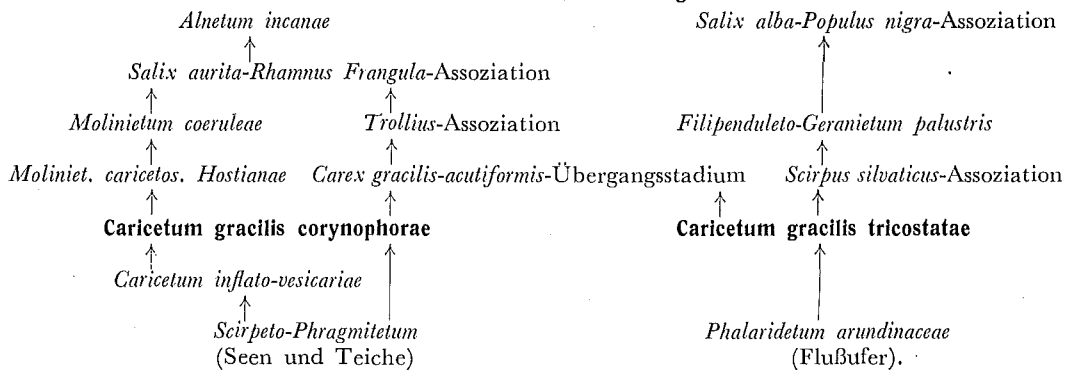 Alnetum incanae Salix alba-Populus nigra-Assoziation
Salix aurita-Rhamnus Frangula-Assoziation
Molinietum coeruleae Trollius-Assoziation Filipenduleto-Geranietum palustris
Moliniet. caricetos. Hostianae Carex gracilis-acutiformis-Übergangsstadium Scirpus silvaticus-Assoziation
Caricetum gracilis corynophorae Caricetum gracilis tricostatae
Caricetum inflato-vesicariae
Scirpeto-Phragmitetum Phalaridetum arundinaceae
(Seen und Teiche) (Flußufer).